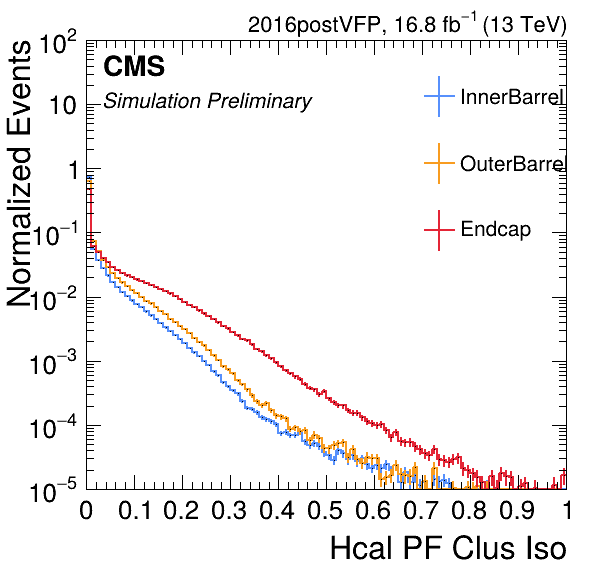 2016postVFP, 16.8 fb⁻¹ (13 TeV)
CMS
Simulation Preliminary
InnerBarrel
OuterBarrel
Endcap
Normalized Events
10²
10
1
10⁻¹
10⁻²
10⁻³
10⁻⁴
10⁻⁵
0 0.1 0.2 0.3 0.4 0.5 0.6 0.7 0.8 0.9 1
Hcal PF Clus Iso